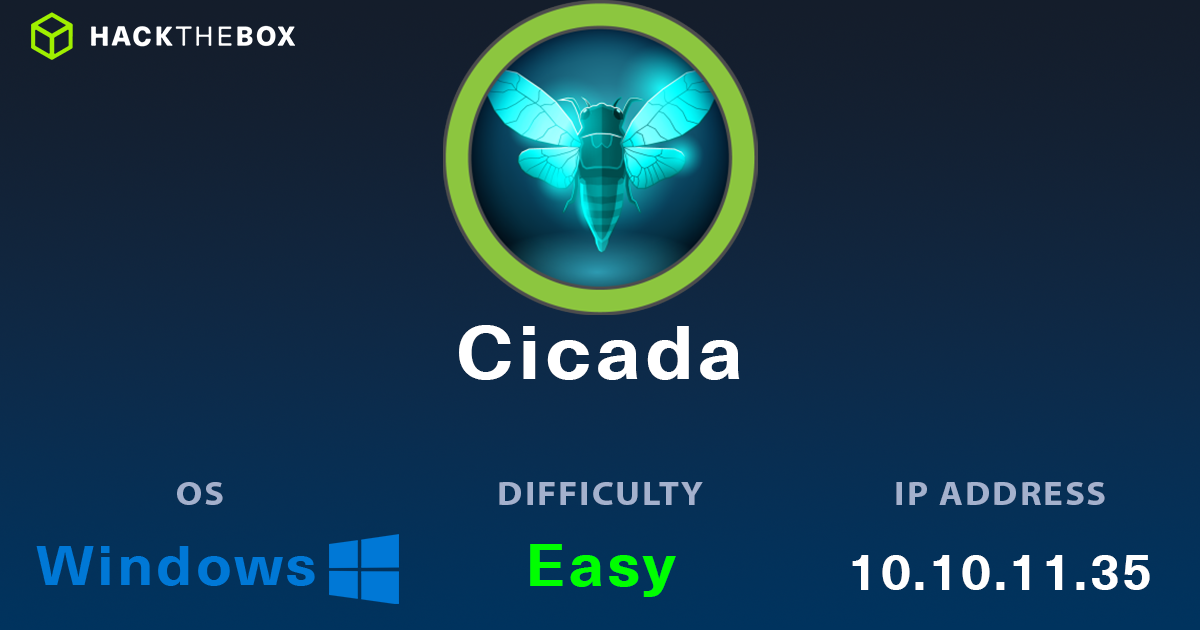 HACKTHEBOX
Cicada
OS
DIFFICULTY
IP ADDRESS
Windows
Easy
10.10.11.35